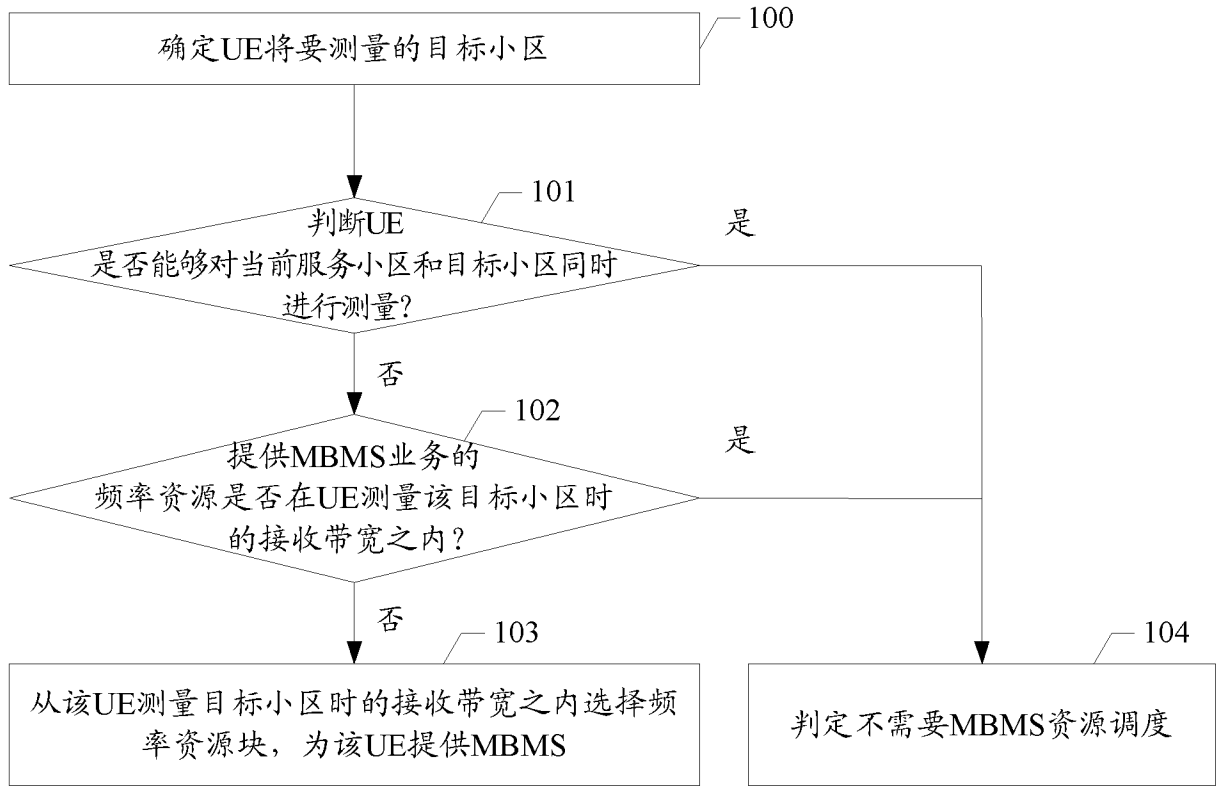 100
确定UE将要测量的目标小区
101
判断UE
是否能够对当前服务小区和目标小区同时
进行测量?
是
否
102
提供MBMS业务的
频率资源是否在UE测量该目标小区时
的接收带宽之内?
是
否
103
从该UE测量目标小区时的接收带宽之内选择频
率资源块，为该UE提供MBMS
104
判定不需要MBMS资源调度